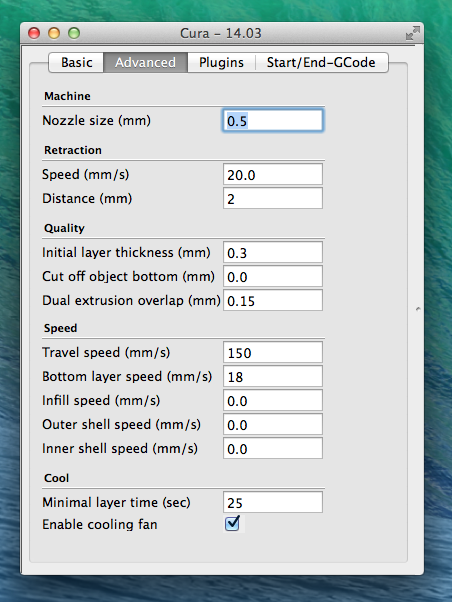 Cura – 14.03
Basic Advanced Plugins Start/End-GCode
Machine
Nozzle size (mm) 0.5
Retraction
Speed (mm/s) 20.0
Distance (mm) 2
Quality
Initial layer thickness (mm) 0.3
Cut off object bottom (mm) 0.0
Dual extrusion overlap (mm) 0.15
Speed
Travel speed (mm/s) 150
Bottom layer speed (mm/s) 18
Infill speed (mm/s) 0.0
Outer shell speed (mm/s) 0.0
Inner shell speed (mm/s) 0.0
Cool
Minimal layer time (sec) 25
Enable cooling fan